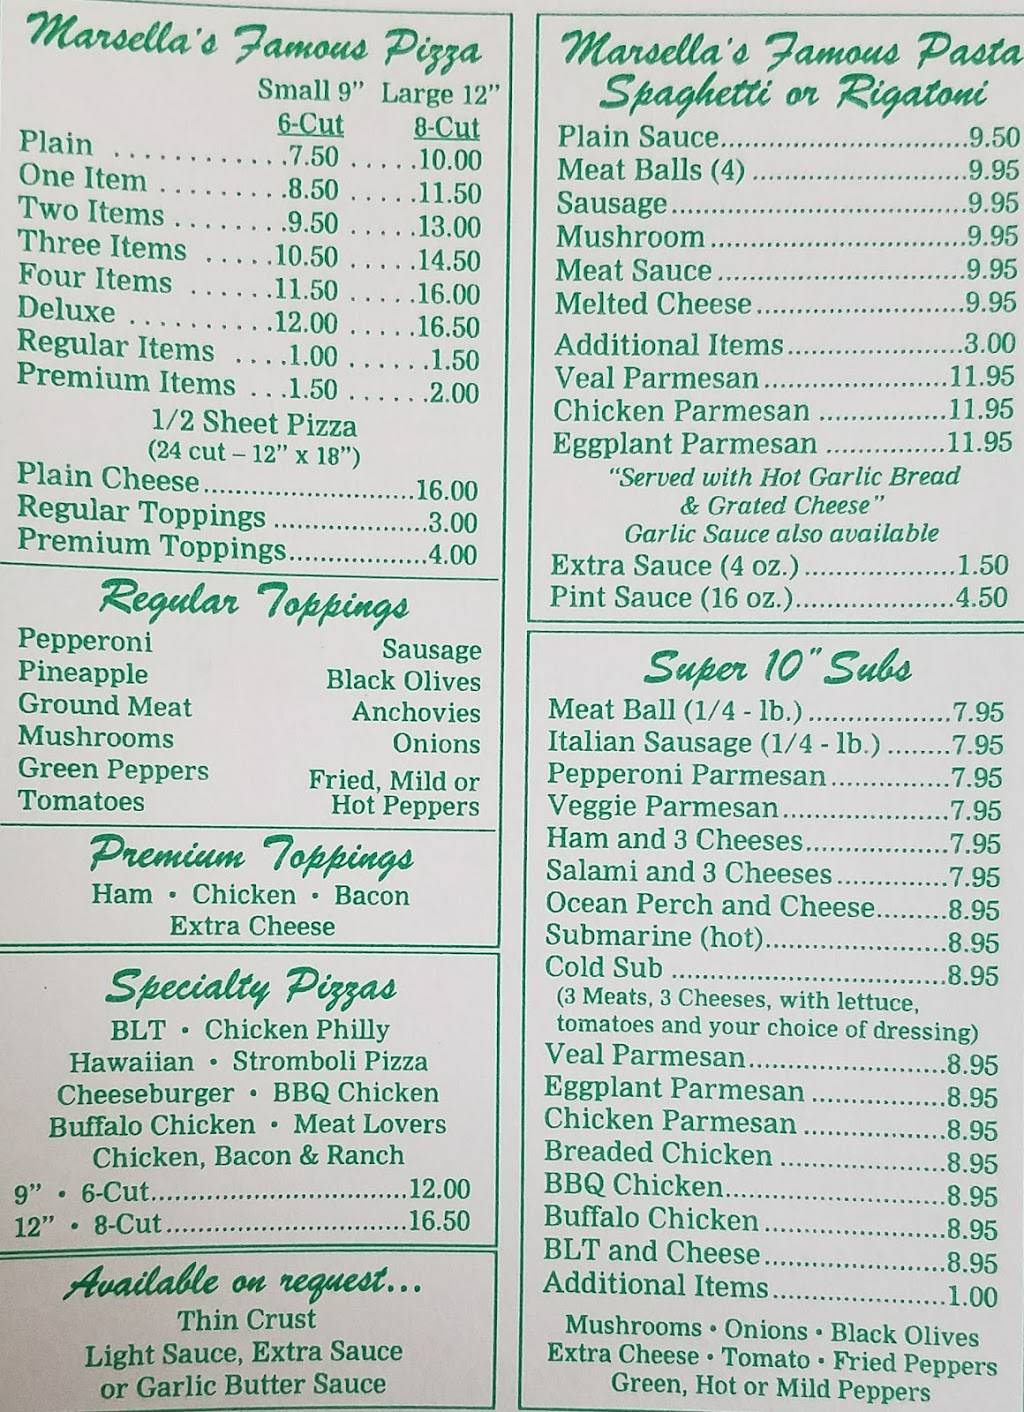 Marsella's Famous Pizza
Small 9" Large 12"
6-Cut 8-Cut
Plain ............7.50 .....10.00
One Item .........8.50 .....11.50
Two Items ........9.50 .....13.00
Three Items .....10.50 .....14.50
Four Items ......11.50 .....16.00
Deluxe ..........12.00 .....16.50
Regular Items ....1.00 ......1.50
Premium Items ...1.50 ......2.00
1/2 Sheet Pizza
(24 cut – 12" x 18")
Plain Cheese............................16.00
Regular Toppings ....................3.00
Premium Toppings..................4.00
Regular Toppings
Pepperoni Sausage
Pineapple Black Olives
Ground Meat Anchovies
Mushrooms Onions
Green Peppers Fried, Mild or
Tomatoes Hot Peppers
Premium Toppings
Ham • Chicken • Bacon
Extra Cheese
Specialty Pizzas
BLT • Chicken Philly
Hawaiian • Stromboli Pizza
Cheeseburger • BBQ Chicken
Buffalo Chicken • Meat Lovers
Chicken, Bacon & Ranch
9" • 6-Cut..................................12.00
12" • 8-Cut................................16.50
Available on request...
Thin Crust
Light Sauce, Extra Sauce
or Garlic Butter Sauce
Marsella's Famous Pasta
Spaghetti or Rigatoni
Plain Sauce................................9.50
Meat Balls (4) ............................9.95
Sausage.......................................9.95
Mushroom..................................9.95
Meat Sauce ................................9.95
Melted Cheese...........................9.95
Additional Items.......................3.00
Veal Parmesan........................11.95
Chicken Parmesan .................11.95
Eggplant Parmesan ................11.95
"Served with Hot Garlic Bread
& Grated Cheese"
Garlic Sauce also available
Extra Sauce (4 oz.)....................1.50
Pint Sauce (16 oz.).....................4.50
Super 10" Subs
Meat Ball (1/4 - lb.)...................7.95
Italian Sausage (1/4 - lb.)........7.95
Pepperoni Parmesan................7.95
Veggie Parmesan......................7.95
Ham and 3 Cheeses...................7.95
Salami and 3 Cheeses...............7.95
Ocean Perch and Cheese.........8.95
Submarine (hot)........................8.95
Cold Sub ....................................8.95
(3 Meats, 3 Cheeses, with lettuce,
tomatoes and your choice of dressing)
Veal Parmesan..........................8.95
Eggplant Parmesan ..................8.95
Chicken Parmesan ...................8.95
Breaded Chicken ......................8.95
BBQ Chicken.............................8.95
Buffalo Chicken........................8.95
BLT and Cheese........................8.95
Additional Items.......................1.00
Mushrooms • Onions • Black Olives
Extra Cheese • Tomato • Fried Peppers
Green, Hot or Mild Peppers